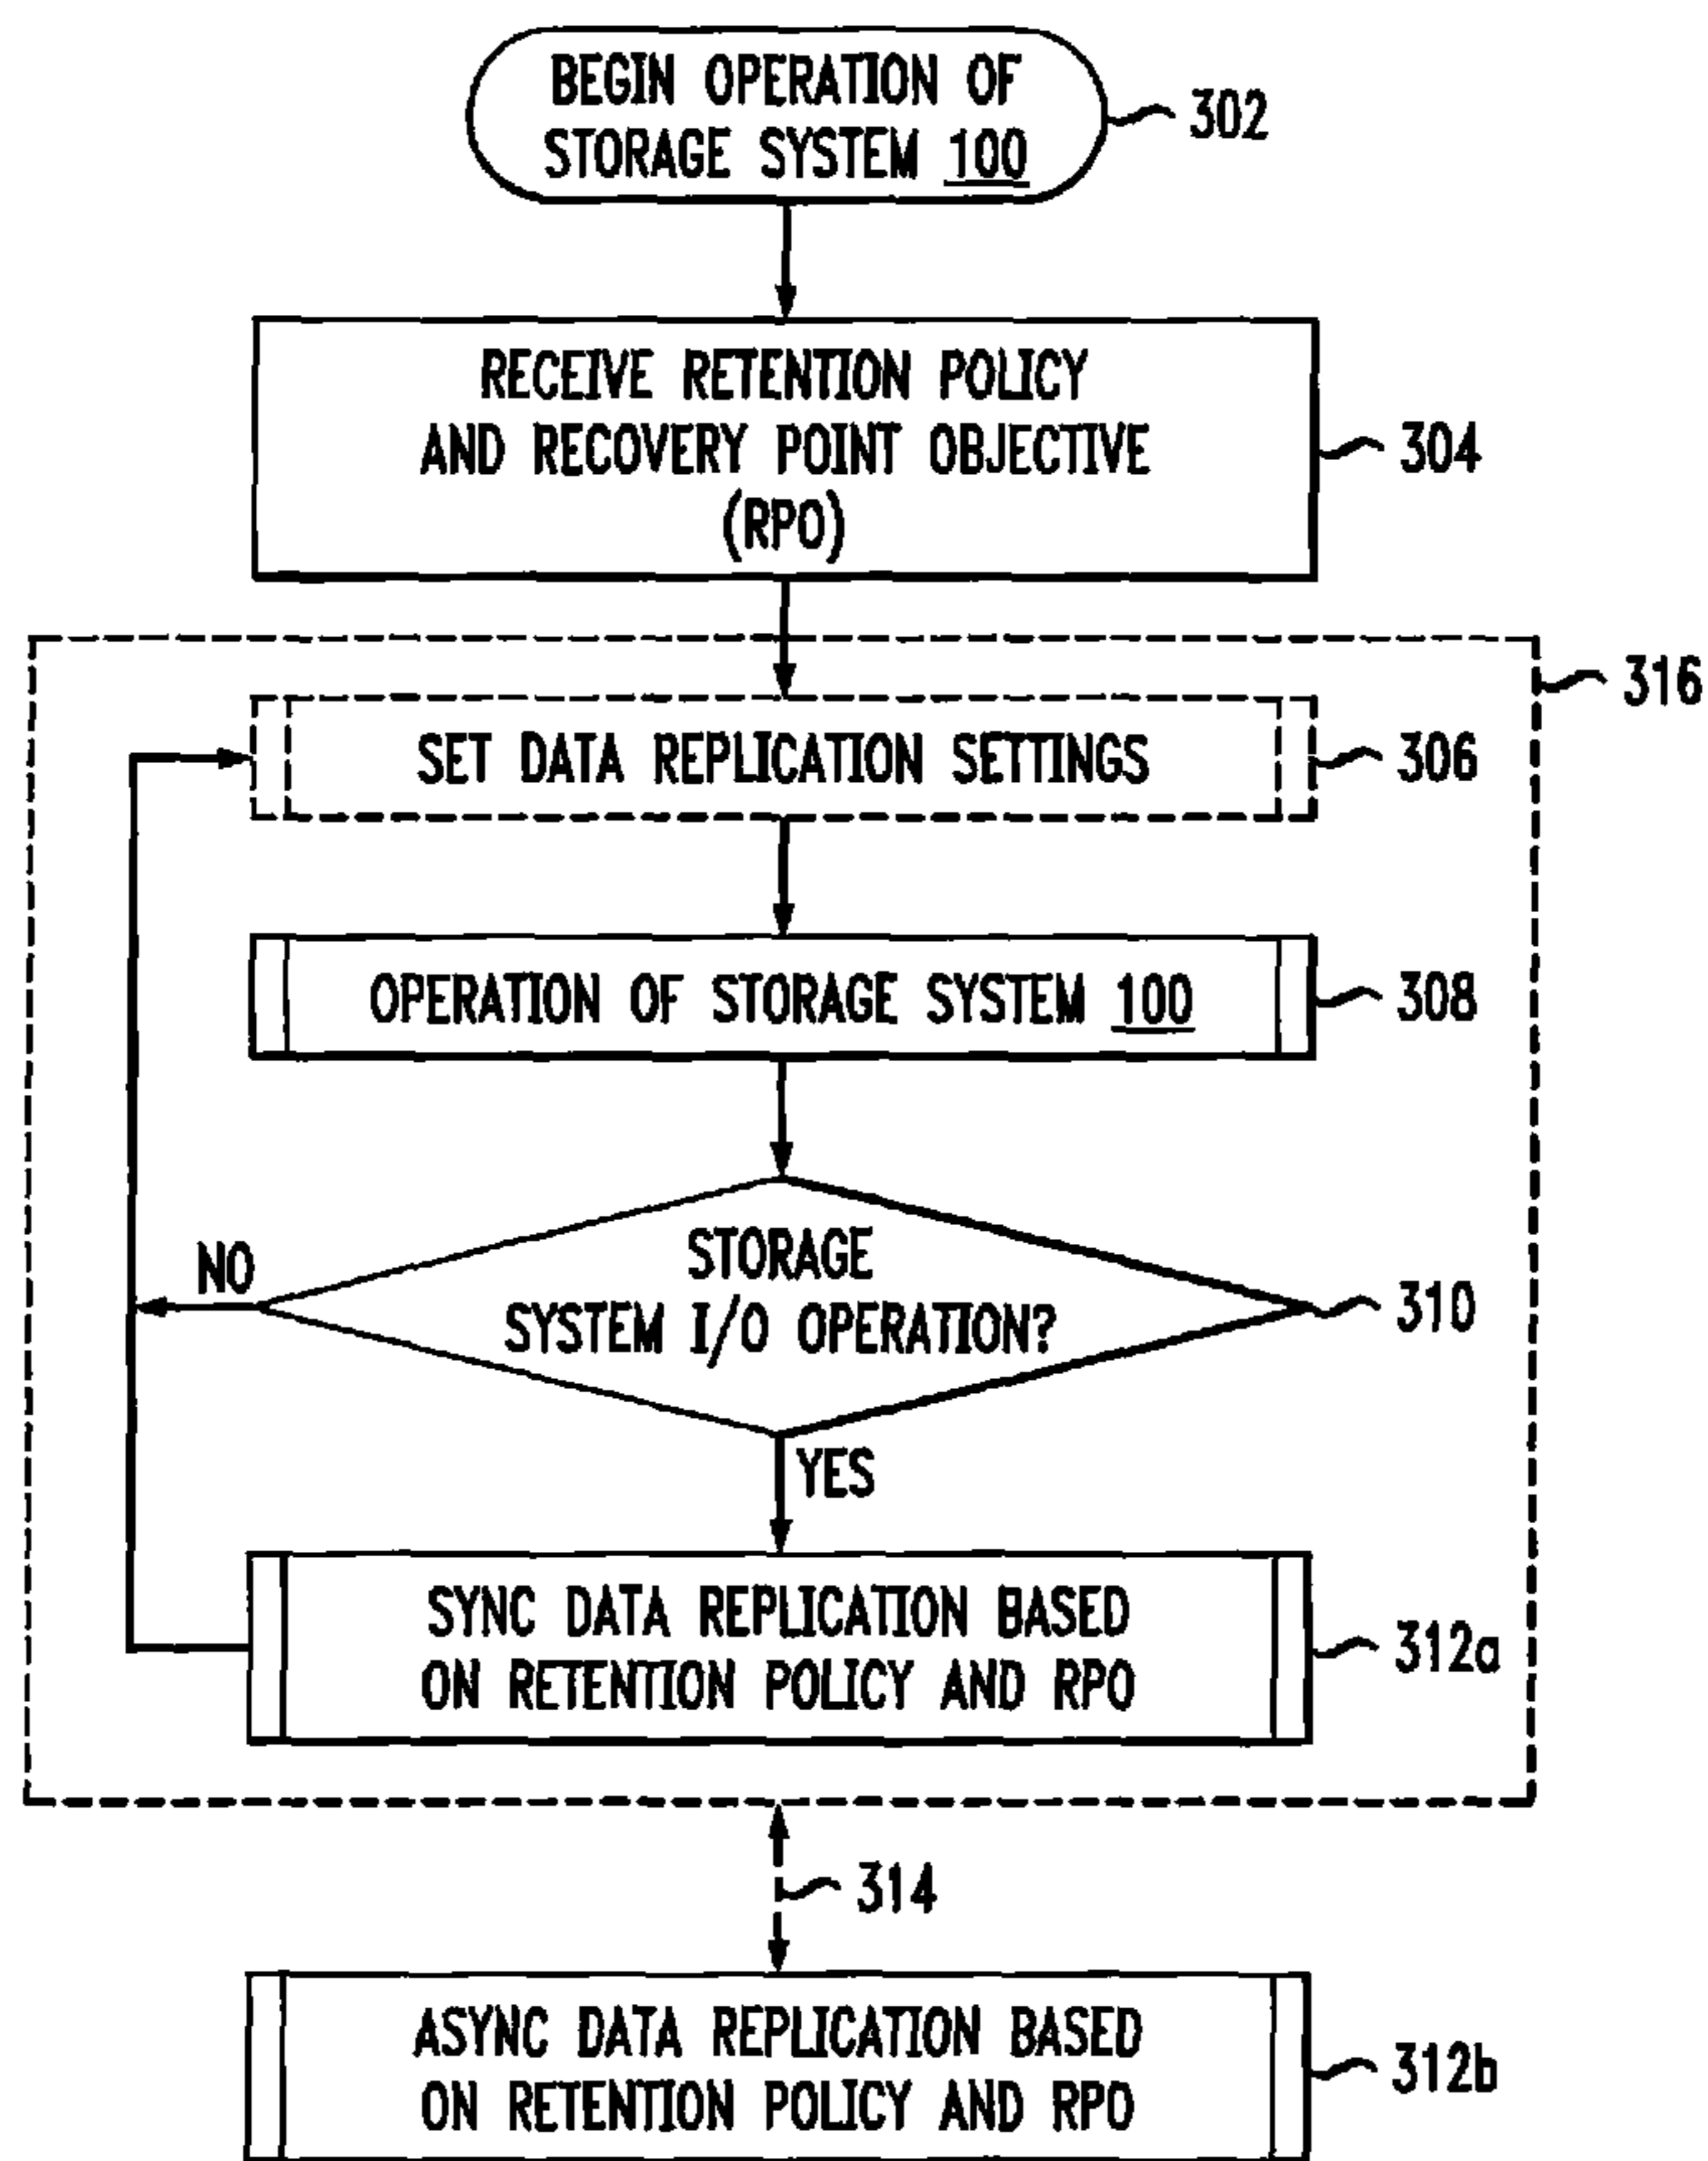 BEGIN OPERATION OF
STORAGE SYSTEM 100
302
RECEIVE RETENTION POLICY
AND RECOVERY POINT OBJECTIVE
(RPO)
304
316
SET DATA REPLICATION SETTINGS
306
OPERATION OF STORAGE SYSTEM 100
308
STORAGE
SYSTEM I/O OPERATION?
310
NO
YES
SYNC DATA REPLICATION BASED
ON RETENTION POLICY AND RPO
312a
314
ASYNC DATA REPLICATION BASED
ON RETENTION POLICY AND RPO
312b